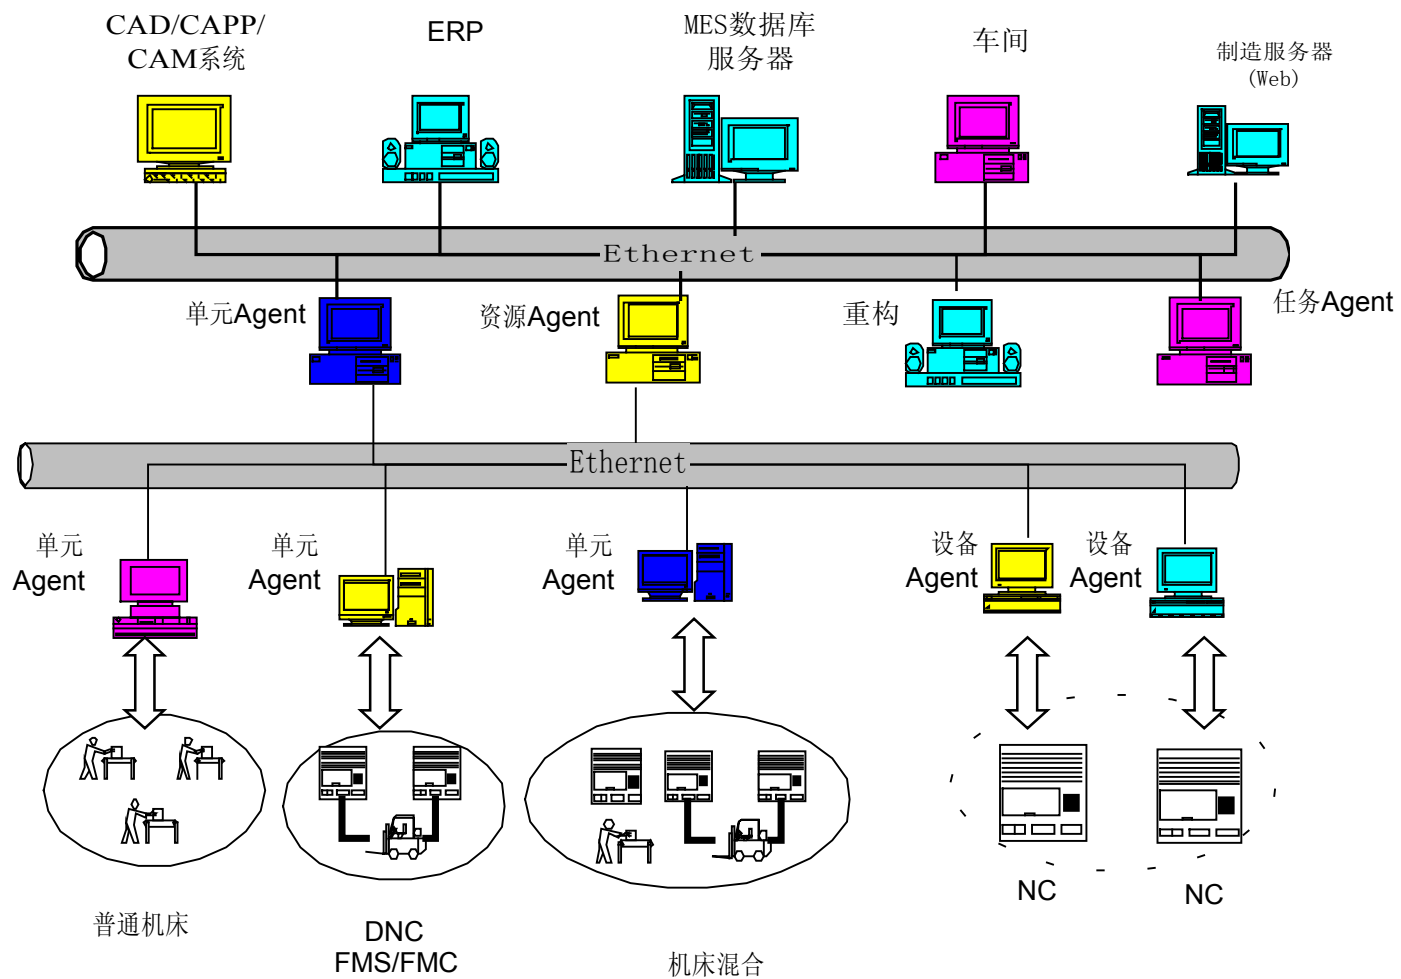 CAD/CAPP/
CAM系统
ERP
MES数据库
服务器
车间
制造服务器
(Web)
Ethernet
单元Agent
资源Agent
重构
任务Agent
Ethernet
单元
Agent
单元
Agent
单元
Agent
设备
Agent
设备
Agent
NC
NC
普通机床
DNC
FMS/FMC
机床混合